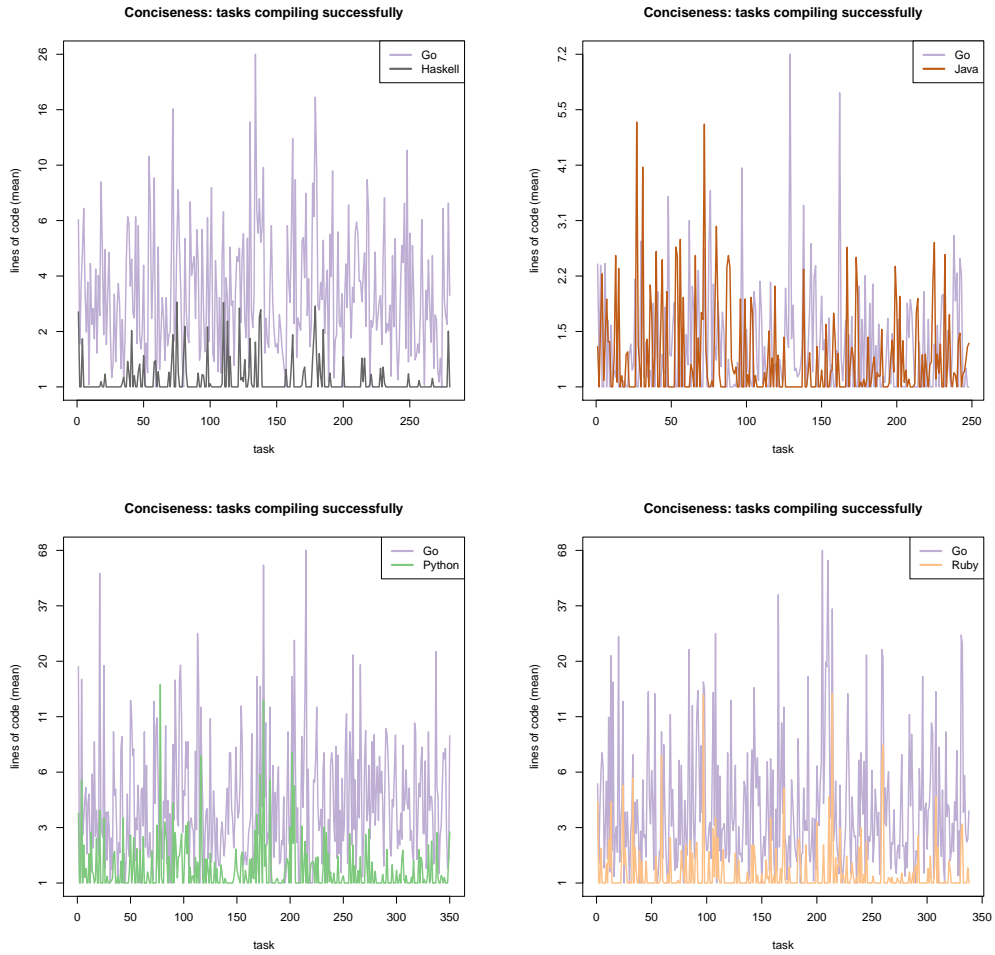 Conciseness: tasks compiling successfully
Go
Haskell
26
16
10
6
4
2
1
lines of code (mean)
0 50 100 150 200 250
task
Conciseness: tasks compiling successfully
Go
Java
7.2
5.5
4.1
3.1
2.2
1.5
1
lines of code (mean)
0 50 100 150 200 250
task
Conciseness: tasks compiling successfully
Go
Python
68
37
20
11
6
3
1
lines of code (mean)
0 50 100 150 200 250 300 350
task
Conciseness: tasks compiling successfully
Go
Ruby
68
37
20
11
6
3
1
lines of code (mean)
0 50 100 150 200 250 300 350
task